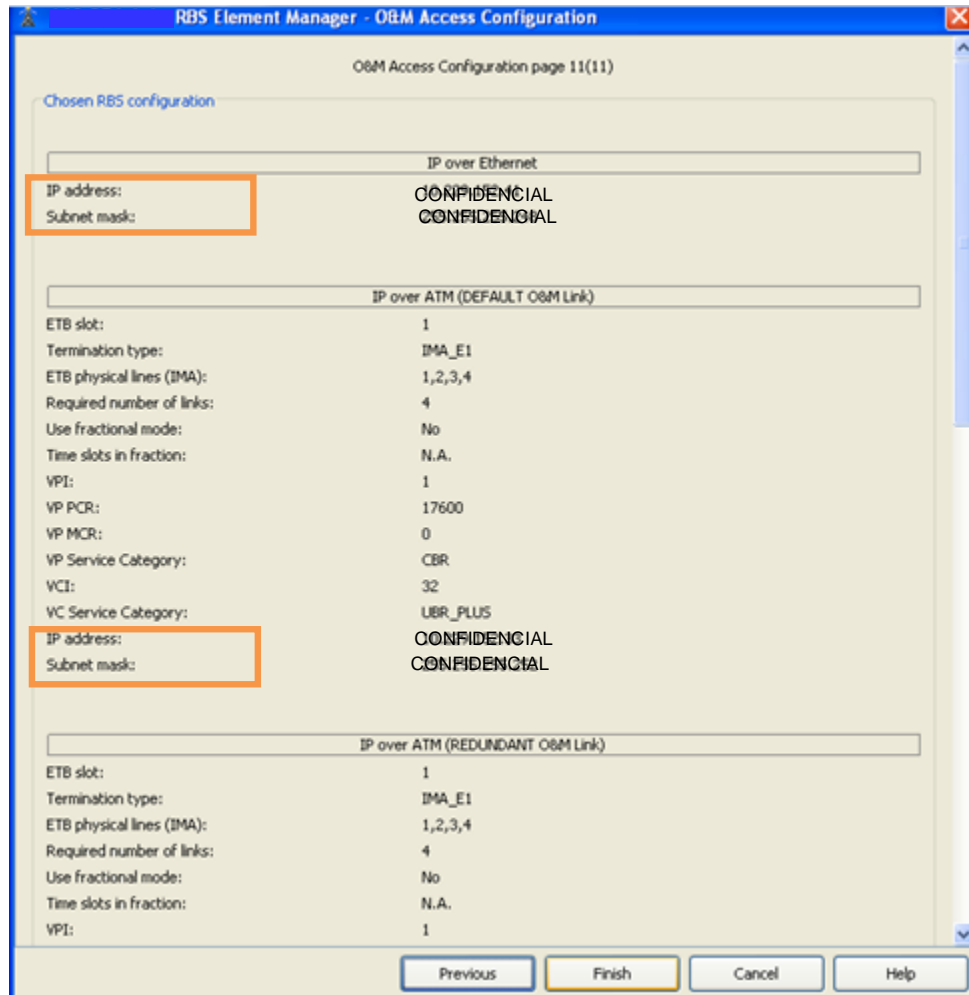 RBS Element Manager - O&M Access Configuration
O&M Access Configuration page 11(11)
Chosen RBS configuration
IP over Ethernet
IP address: CONFIDENCIAL
Subnet mask: CONFIDENCIAL
IP over ATM (DEFAULT O&M Link)
ETB slot: 1
Termination type: IMA_E1
ETB physical lines (IMA): 1,2,3,4
Required number of links: 4
Use fractional mode: No
Time slots in fraction: N.A.
VPI: 1
VP PCR: 17600
VP MCR: 0
VP Service Category: CBR
VCI: 32
VC Service Category: UBR_PLUS
IP address: CONFIDENCIAL
Subnet mask: CONFIDENCIAL
IP over ATM (REDUNDANT O&M Link)
ETB slot: 1
Termination type: IMA_E1
ETB physical lines (IMA): 1,2,3,4
Required number of links: 4
Use fractional mode: No
Time slots in fraction: N.A.
VPI: 1
Previous Finish Cancel Help